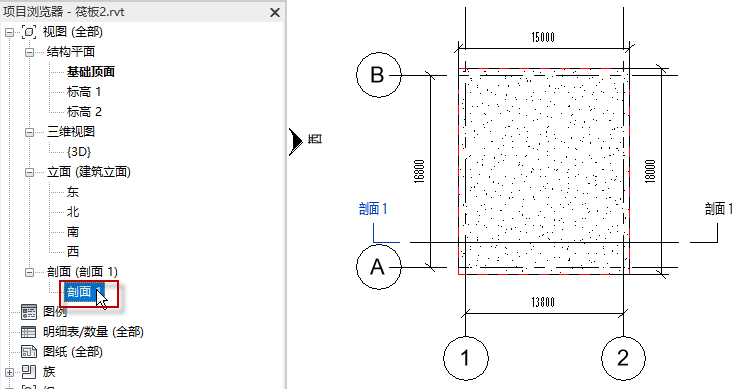 项目浏览器 - 筏板2.rvt
视图 (全部)
结构平面
基础顶面
标高 1
标高 2
三维视图
{3D}
立面 (建筑立面)
东
北
南
西
剖面 (剖面 1)
剖面
图例
明细表/数量 (全部)
图纸 (全部)
族
15000
B
16800
18000
剖面 1
剖面 1
A
13800
1
2